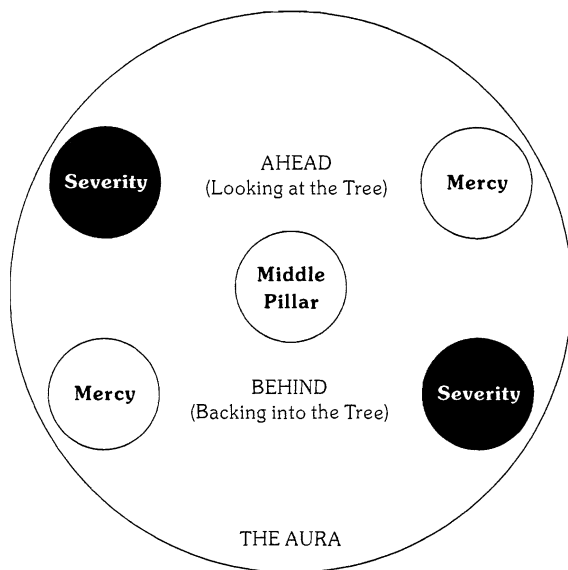 AHEAD
(Looking at the Tree)
Severity
Mercy
Middle
Pillar
Mercy
BEHIND
(Backing into the Tree)
Severity
THE AURA